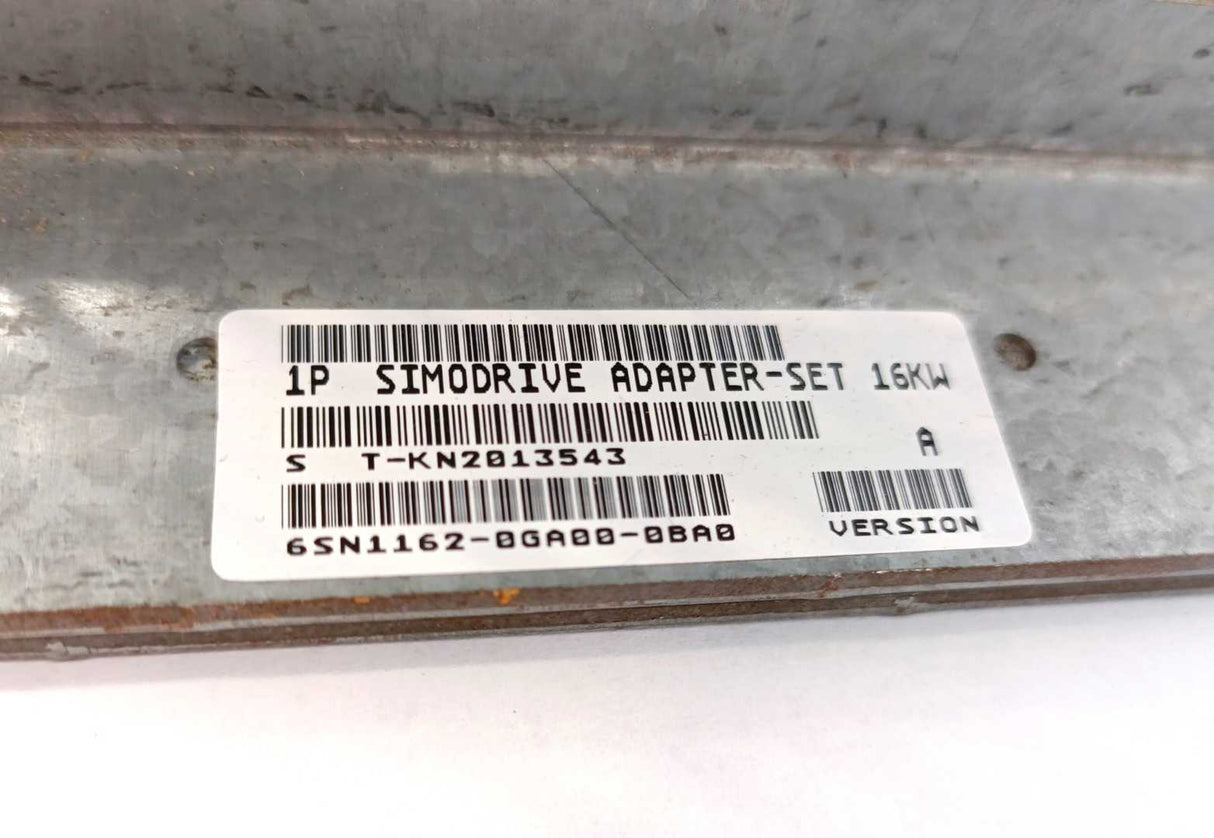 1P SIMODRIVE ADAPTER-SET 16KW
S T-KN2013543
A
6SN1162-0GA00-0BA0
VERSION